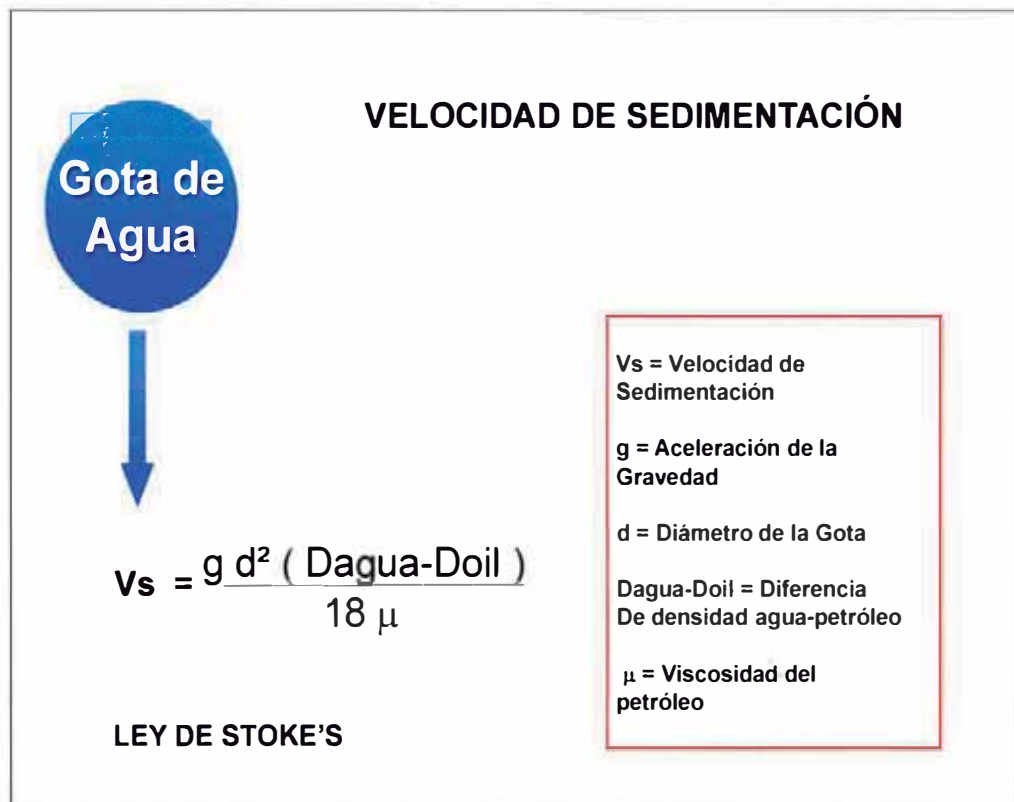 VELOCIDAD DE SEDIMENTACIÓN
Gota de
Agua
Vs = g d² ( Dagua-Doil )
18 μ
LEY DE STOKE'S
Vs = Velocidad de
Sedimentación
g = Aceleración de la
Gravedad
d = Diámetro de la Gota
Dagua-Doil = Diferencia
De densidad agua-petróleo
μ = Viscosidad del
petróleo